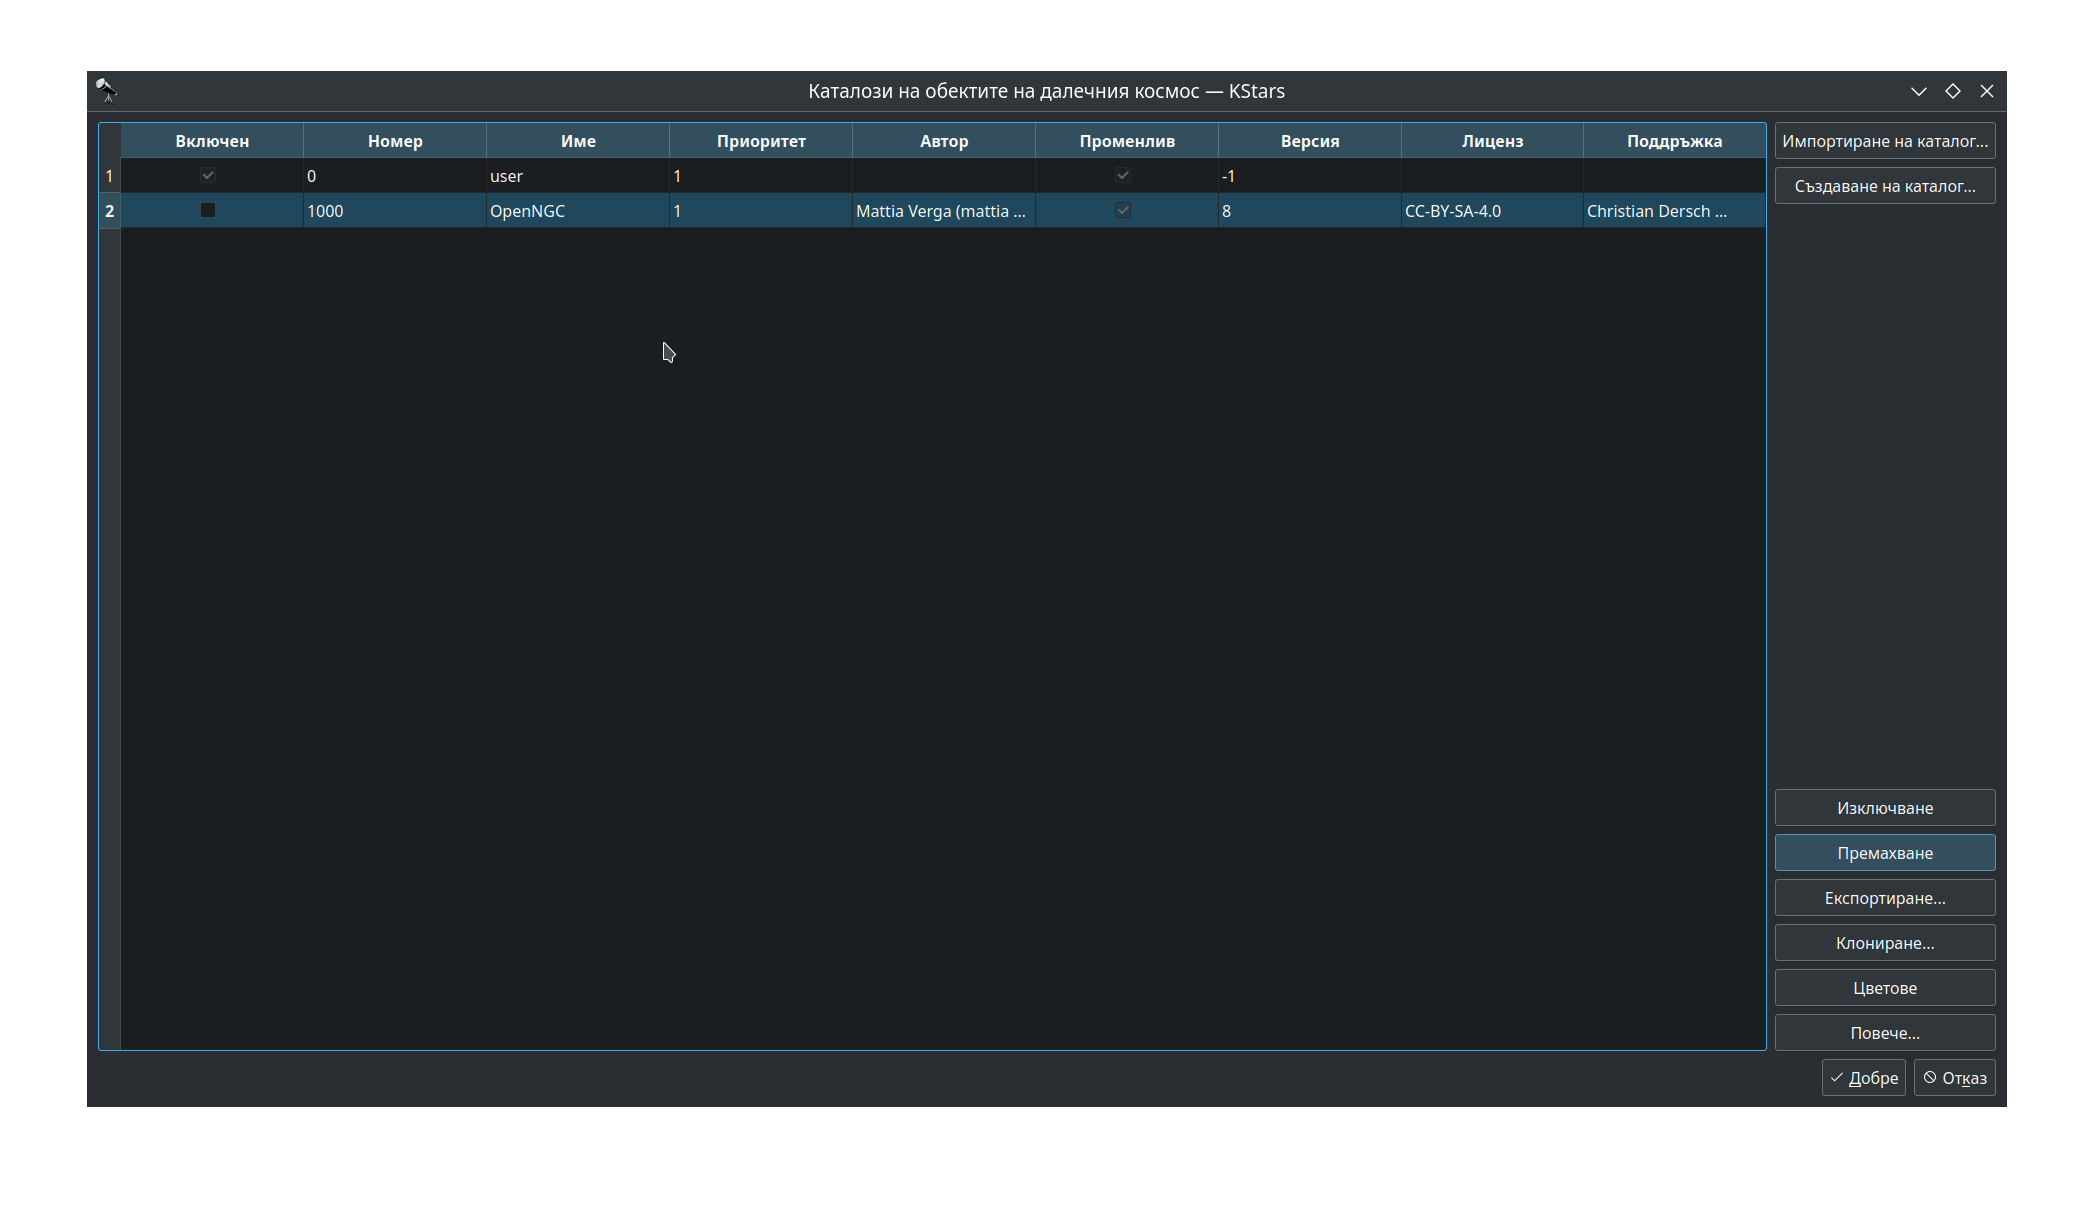 Каталози на обектите на далечния космос — KStars
Включен Номер Име Приоритет Автор Променлив Версия Лиценз Поддръжка
1 0 user 1 -1
2 1000 OpenNGC 1 Mattia Verga (mattia ... 8 CC-BY-SA-4.0 Christian Dersch ...
Импортиране на каталог...
Създаване на каталог...
Изключване
Премахване
Експортиране...
Клониране...
Цветове
Повече...
Добре Отказ